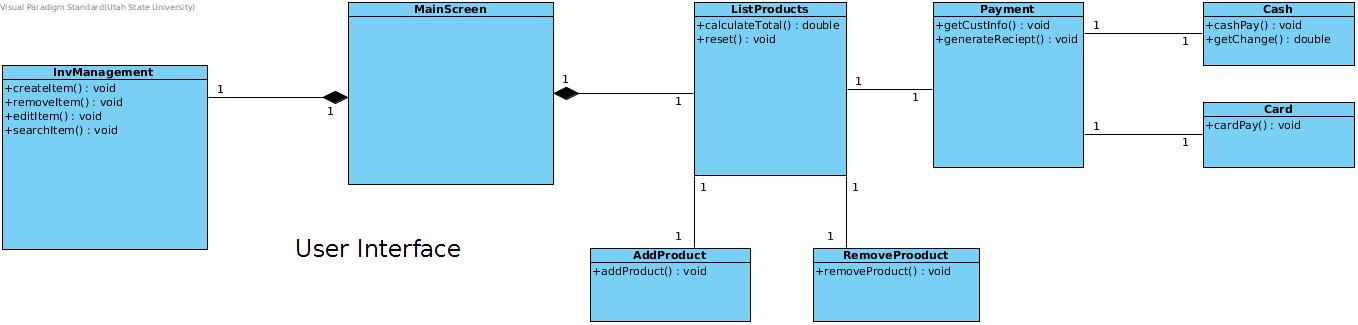 Visual Paradigm Standard(Utah State University)
InvManagement
+createItem() : void
+removeItem() : void
+editItem() : void
+searchItem() : void
1
1
MainScreen
1
1
ListProducts
+calculateTotal() : double
+reset() : void
1
1
Payment
+getCustInfo() : void
+generateReciept() : void
1
1
Cash
+cashPay() : void
+getChange() : double
1
1
Card
+cardPay() : void
1
1
1
1
AddProduct
+addProduct() : void
RemoveProoduct
+removeProduct() : void
User Interface